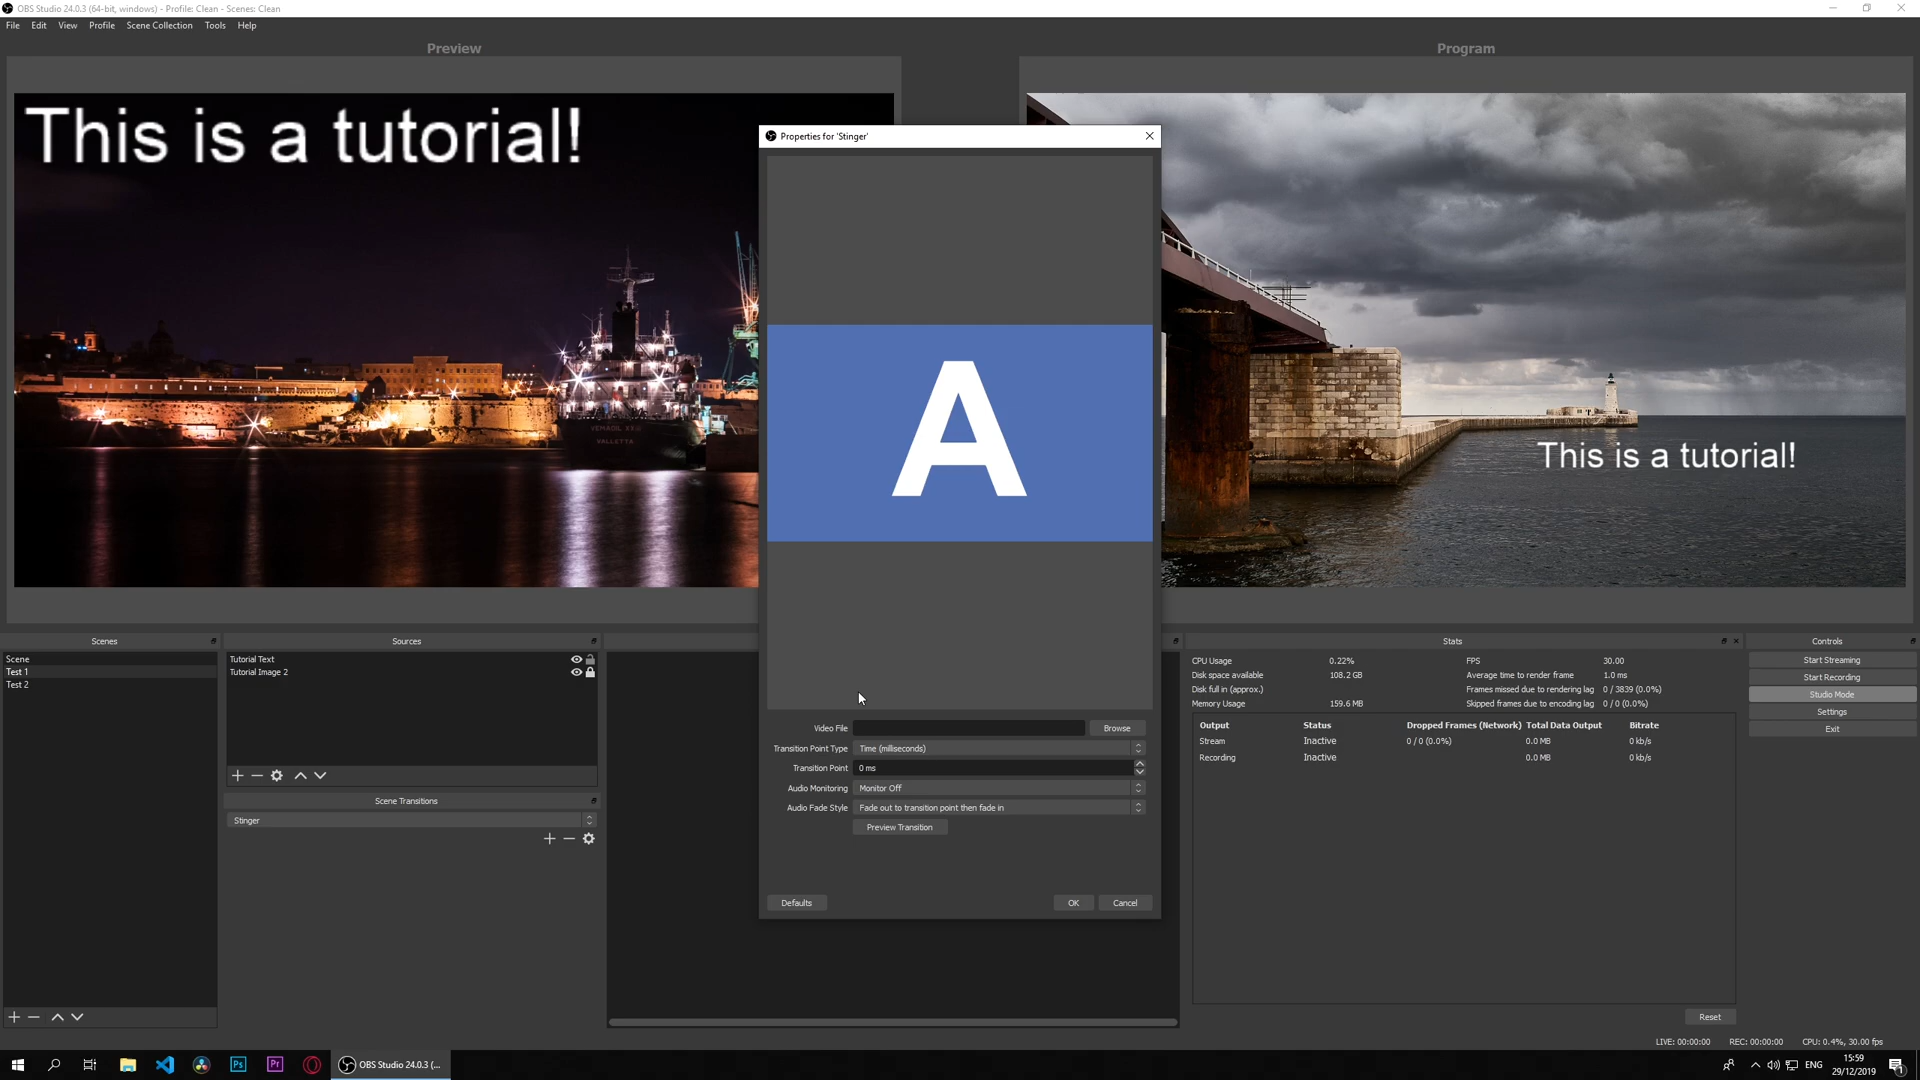 OBS Studio 24.0.3 (64-bit, windows) - Profile: Clean - Scenes: Clean
File Edit View Profile Scene Collection Tools Help
Preview
Program
This is a tutorial!
VEMAOIL XX
VALLETTA
This is a tutorial!
Properties for 'Stinger'
A
Video File
Browse
Transition Point Type Time (milliseconds)
Transition Point 0 ms
Audio Monitoring Monitor Off
Audio Fade Style Fade out to transition point then fade in
Preview Transition
Defaults
OK
Cancel
Scenes
Scene
Test 1
Test 2
Sources
Tutorial Text
Tutorial Image 2
Scene Transitions
Stinger
Stats
CPU Usage 0.22% FPS 30.00
Disk space available 108.2 GB Average time to render frame 1.0 ms
Disk full in (approx.) Frames missed due to rendering lag 0 / 3839 (0.0%)
Memory Usage 159.6 MB Skipped frames due to encoding lag 0 / 0 (0.0%)
Output Status Dropped Frames (Network) Total Data Output Bitrate
Stream Inactive 0 / 0 (0.0%) 0.0 MB 0 kb/s
Recording Inactive 0.0 MB 0 kb/s
Reset
Controls
Start Streaming
Start Recording
Studio Mode
Settings
Exit
LIVE: 00:00:00 REC: 00:00:00 CPU: 0.4%, 30.00 fps
Ps
Pr
OBS Studio 24.0.3 (...
ENG
15:59
29/12/2019
1